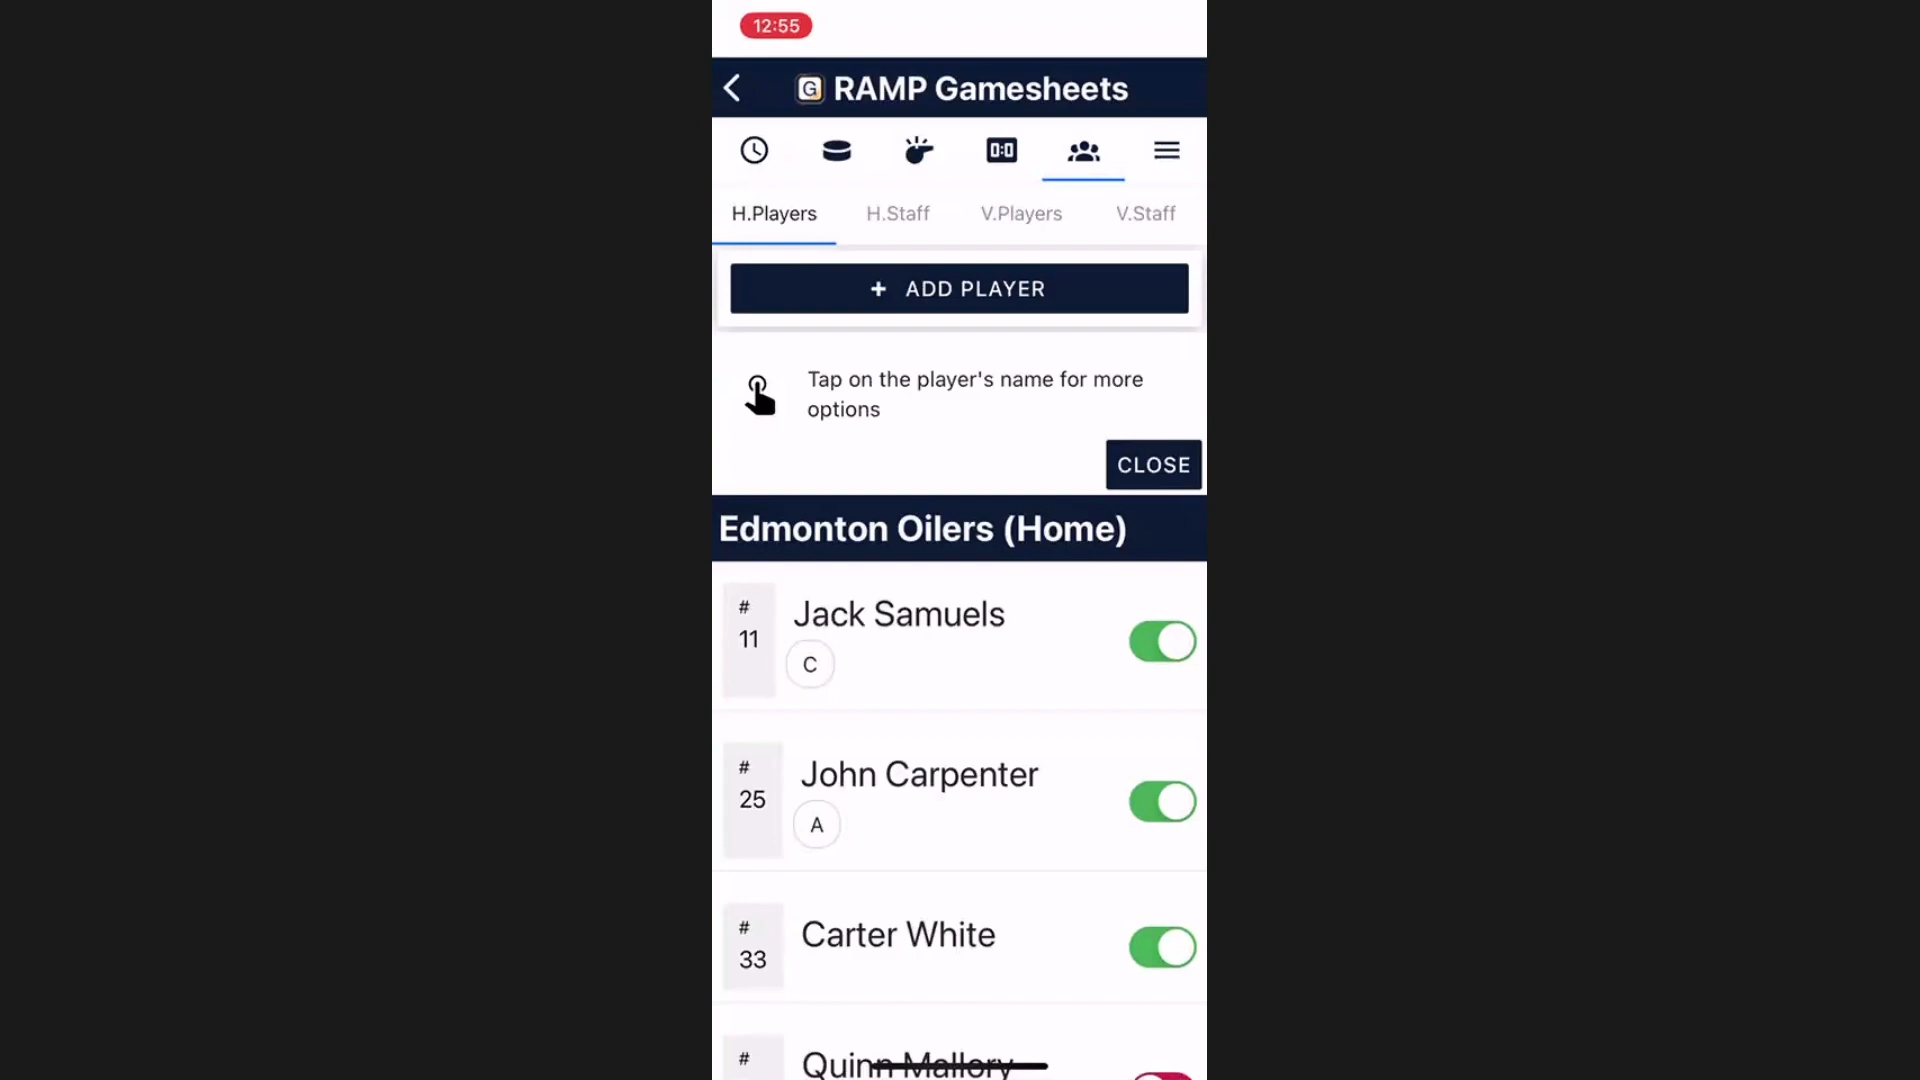 12:55
G RAMP Gamesheets
0:0
H.Players H.Staff V.Players V.Staff
+ ADD PLAYER
Tap on the player's name for more
options
CLOSE
Edmonton Oilers (Home)
# Jack Samuels
11
C
# John Carpenter
25
A
# Carter White
33
# Quinn Mallory